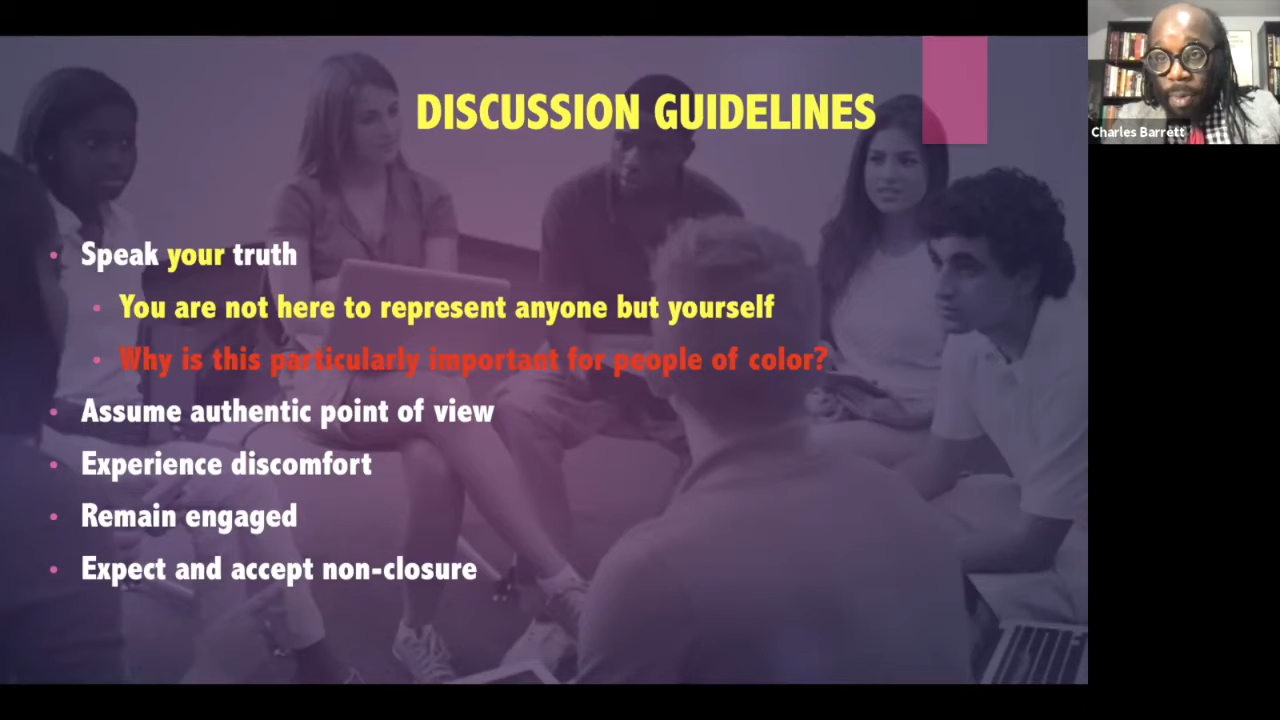 DISCUSSION GUIDELINES
Speak your truth
You are not here to represent anyone but yourself
Why is this particularly important for people of color?
Assume authentic point of view
Experience discomfort
Remain engaged
Expect and accept non-closure
Charles Barrett